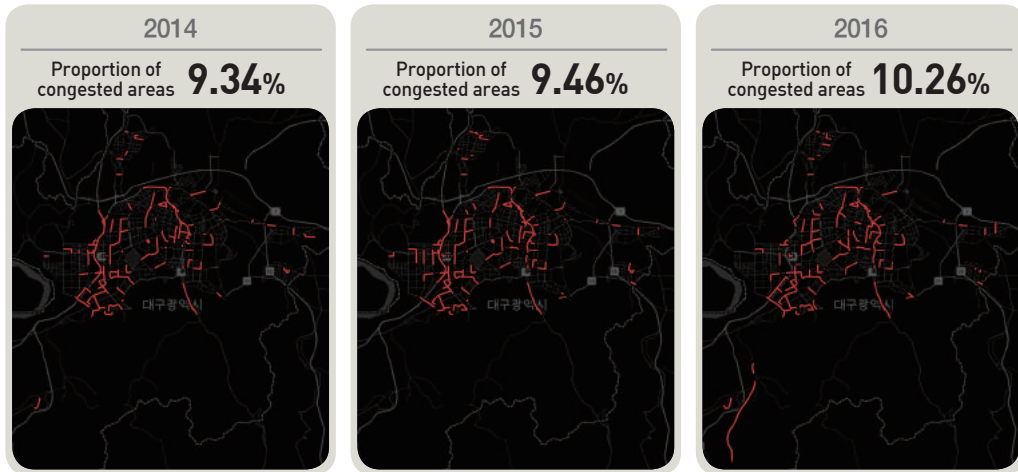 2014
Proportion of
congested areas 9.34%
대구광역시
2015
Proportion of
congested areas 9.46%
대구광역시
2016
Proportion of
congested areas 10.26%
대구광역시